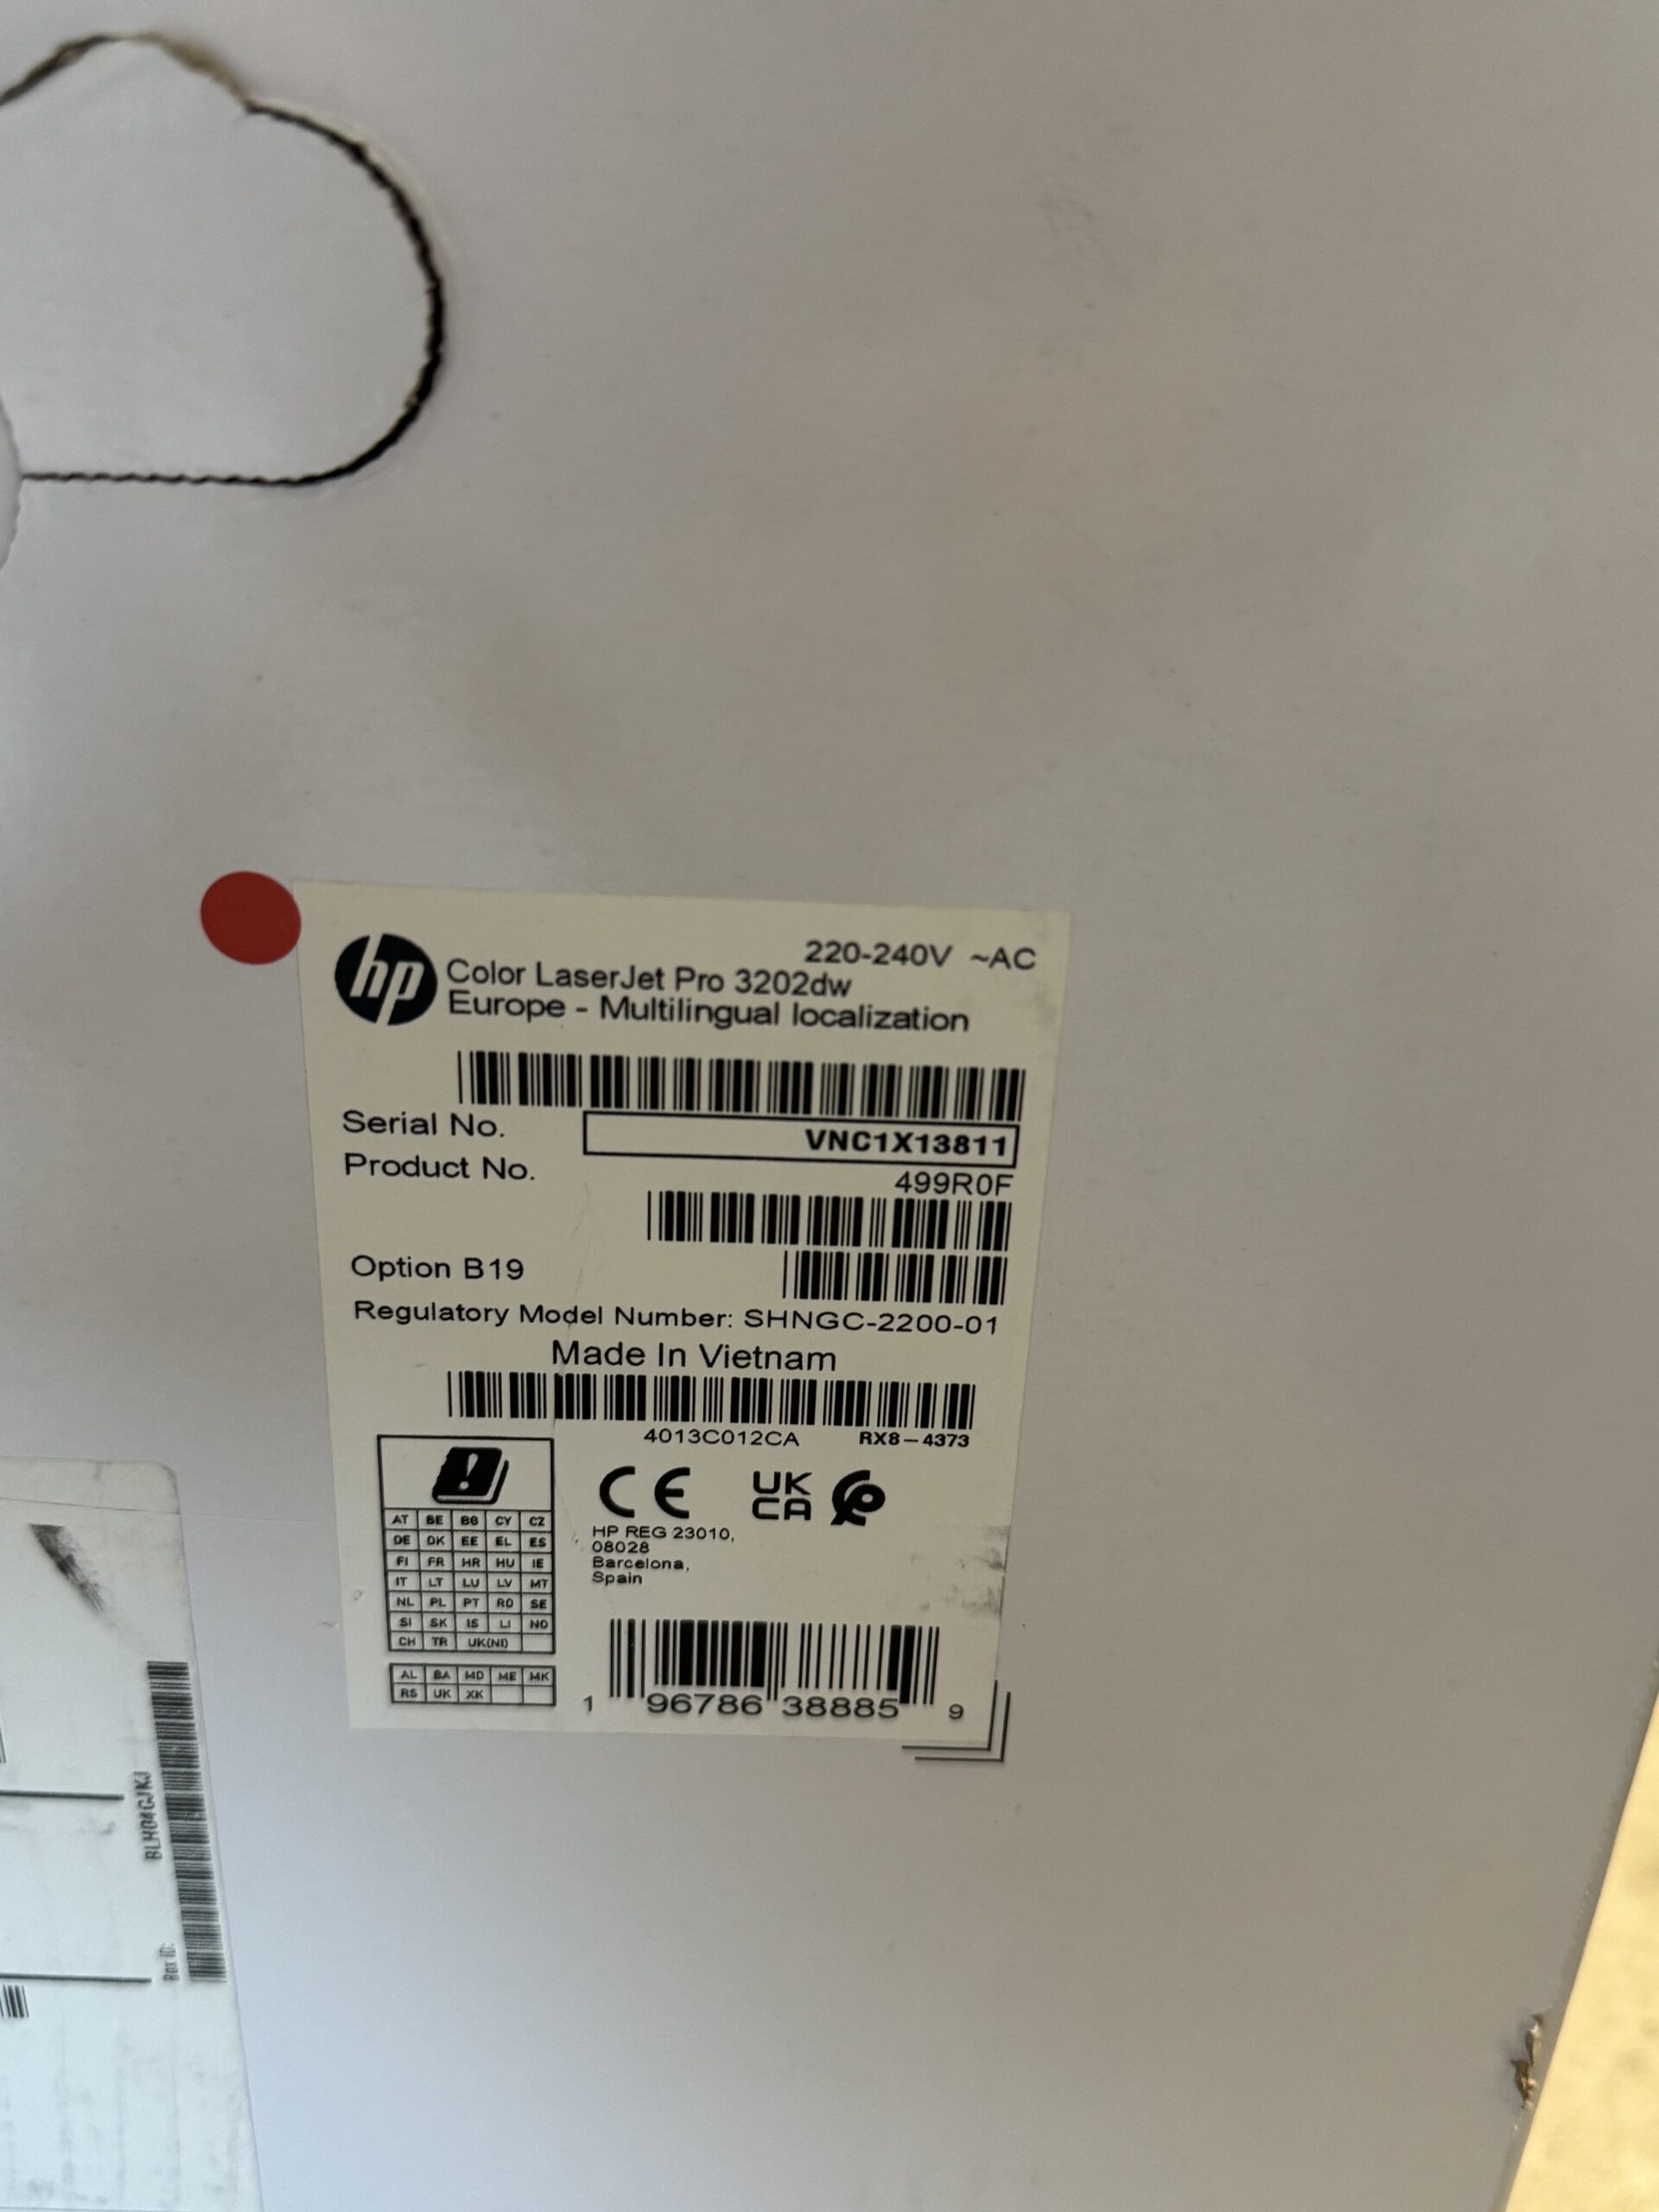 220-240V ~AC
hp
Color LaserJet Pro 3202dw
Europe - Multilingual localization
Serial No.
VNC1X13811
Product No.
499R0F
Option B19
Regulatory Model Number: SHNGC-2200-01
Made In Vietnam
4013C012CA RX8-4373
!
CE UK CA
HP REG 23010,
08028
Barcelona,
Spain
AT BE BG CY CZ
DE DK EE EL ES
FI FR HR HU IE
IT LT LU LV MT
NL PL PT RO SE
SI SK IS LI NO
CH TR UK(NI)
AL BA MD ME MK
RS UK XK
1 96786 38885 9
Box ID: